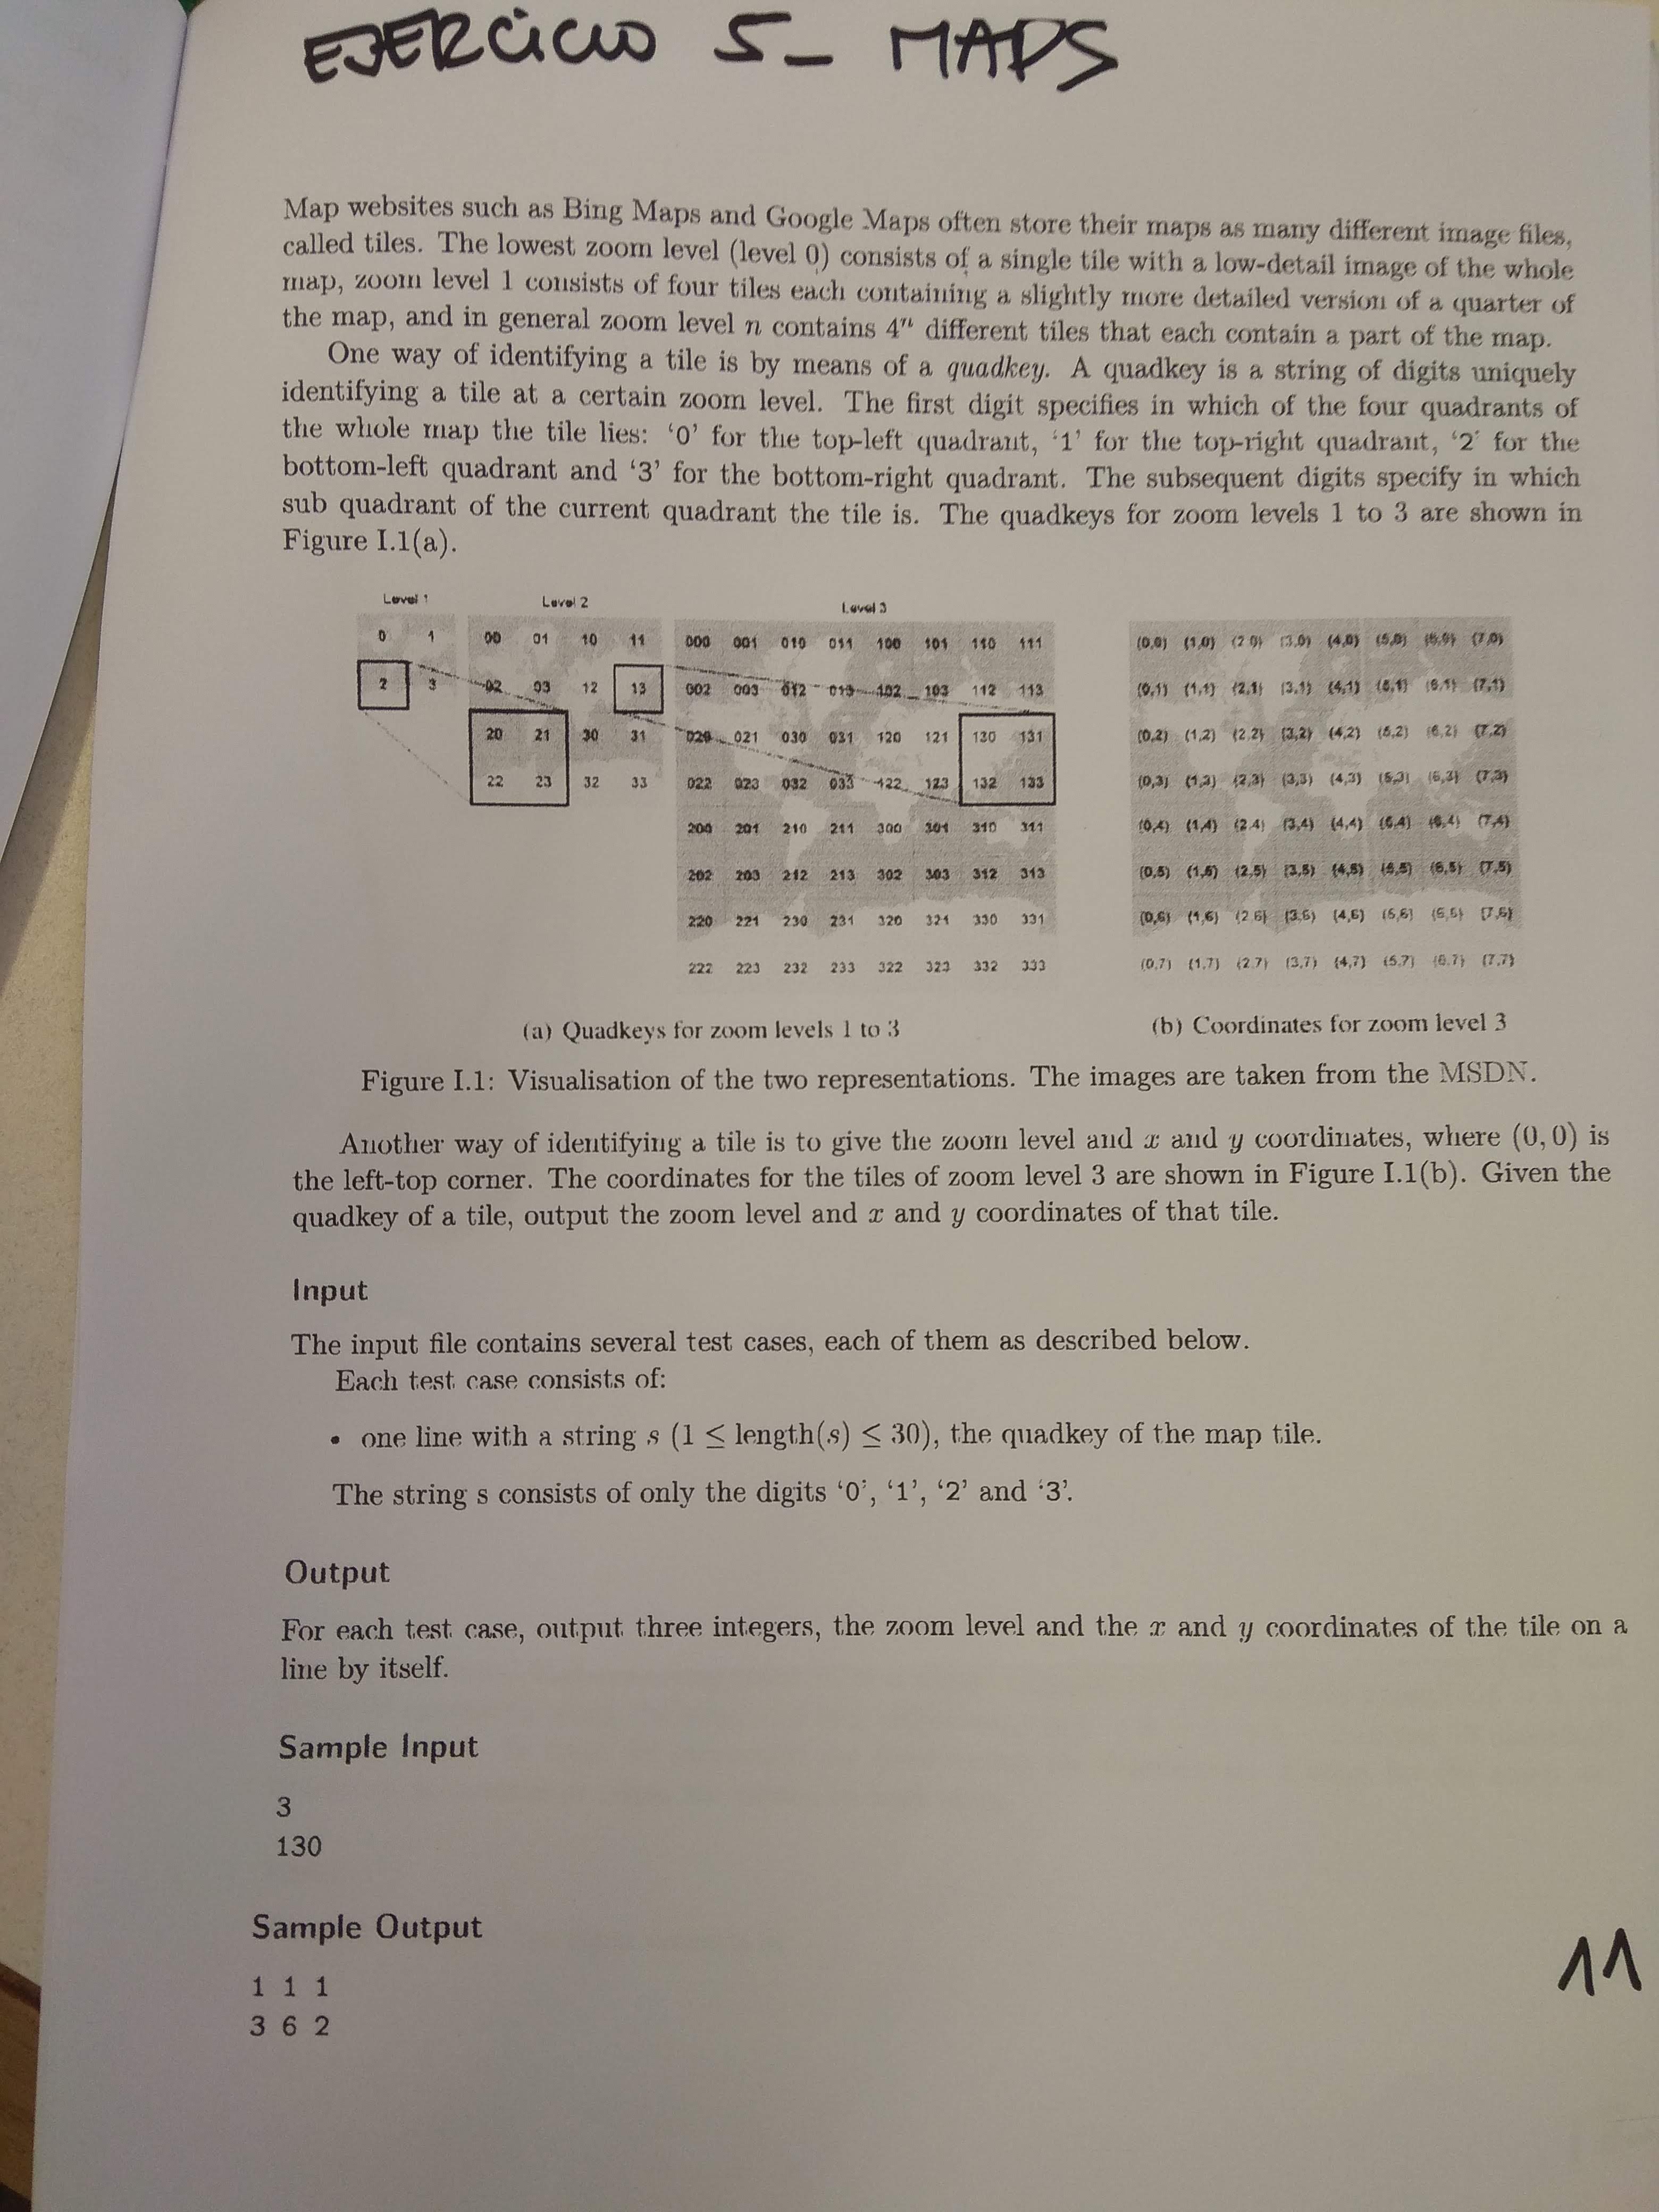 EJERCICIO 5_ MAPS
Map websites such as Bing Maps and Google Maps often store their maps as many different image files,
called tiles. The lowest zoom level (level 0) consists of a single tile with a low-detail image of the whole
map, zoom level 1 consists of four tiles each containing a slightly more detailed version of a quarter of
the map, and in general zoom level n contains 4ⁿ different tiles that each contain a part of the map.
One way of identifying a tile is by means of a quadkey. A quadkey is a string of digits uniquely
identifying a tile at a certain zoom level. The first digit specifies in which of the four quadrants of
the whole map the tile lies: ‘0’ for the top-left quadrant, ‘1’ for the top-right quadrant, ‘2’ for the
bottom-left quadrant and ‘3’ for the bottom-right quadrant. The subsequent digits specify in which
sub quadrant of the current quadrant the tile is. The quadkeys for zoom levels 1 to 3 are shown in
Figure I.1(a).
Level 1 Level 2 Level 3
0 1 00 01 10 11 000 001 010 011 100 101 110 111 (0,0) (1,0) (2,0) (3,0) (4,0) (5,0) (6,0) (7,0)
2 3 02 03 12 13 002 003 012 013 102 103 112 113 (0,1) (1,1) (2,1) (3,1) (4,1) (5,1) (6,1) (7,1)
20 21 30 31 020 021 030 031 120 121 130 131 (0,2) (1,2) (2,2) (3,2) (4,2) (5,2) (6,2) (7,2)
22 23 32 33 022 023 032 033 122 123 132 133 (0,3) (1,3) (2,3) (3,3) (4,3) (5,3) (6,3) (7,3)
200 201 210 211 300 301 310 311 (0,4) (1,4) (2,4) (3,4) (4,4) (5,4) (6,4) (7,4)
202 203 212 213 302 303 312 313 (0,5) (1,5) (2,5) (3,5) (4,5) (5,5) (6,5) (7,5)
220 221 230 231 320 321 330 331 (0,6) (1,6) (2,6) (3,6) (4,6) (5,6) (6,6) (7,6)
222 223 232 233 322 323 332 333 (0,7) (1,7) (2,7) (3,7) (4,7) (5,7) (6,7) (7,7)
(a) Quadkeys for zoom levels 1 to 3 (b) Coordinates for zoom level 3
Figure I.1: Visualisation of the two representations. The images are taken from the MSDN.
Another way of identifying a tile is to give the zoom level and x and y coordinates, where (0, 0) is
the left-top corner. The coordinates for the tiles of zoom level 3 are shown in Figure I.1(b). Given the
quadkey of a tile, output the zoom level and x and y coordinates of that tile.
Input
The input file contains several test cases, each of them as described below.
Each test case consists of:
• one line with a string s (1 ≤ length(s) ≤ 30), the quadkey of the map tile.
The string s consists of only the digits ‘0’, ‘1’, ‘2’ and ‘3’.
Output
For each test case, output three integers, the zoom level and the x and y coordinates of the tile on a
line by itself.
Sample Input
3
130
Sample Output
1 1 1
3 6 2
11